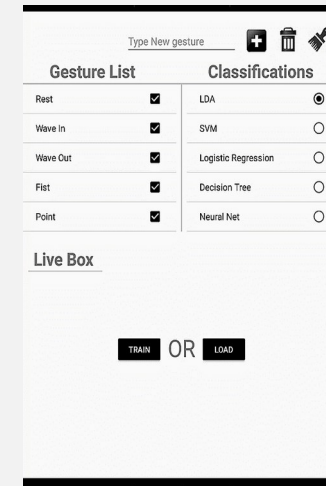 Type New gesture
Gesture List
Classifications
Rest
LDA
Wave In
SVM
Wave Out
Logistic Regression
Fist
Decision Tree
Point
Neural Net
Live Box
TRAIN OR LOAD